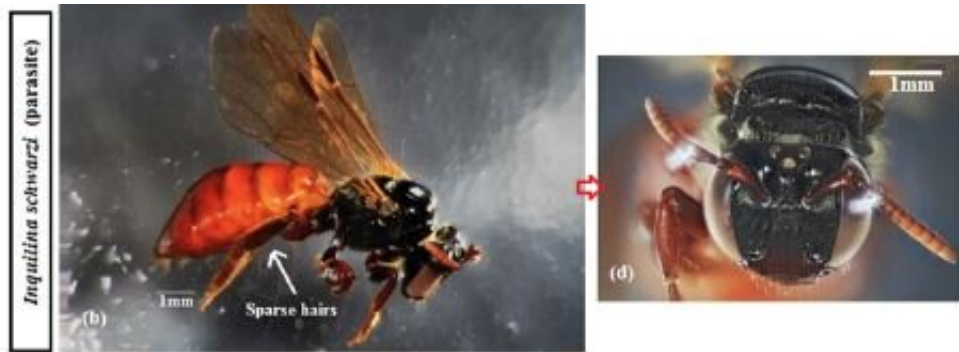 Inquilina schwarzi (parasite)
1mm
Sparse hairs
(b)
1mm
(d)